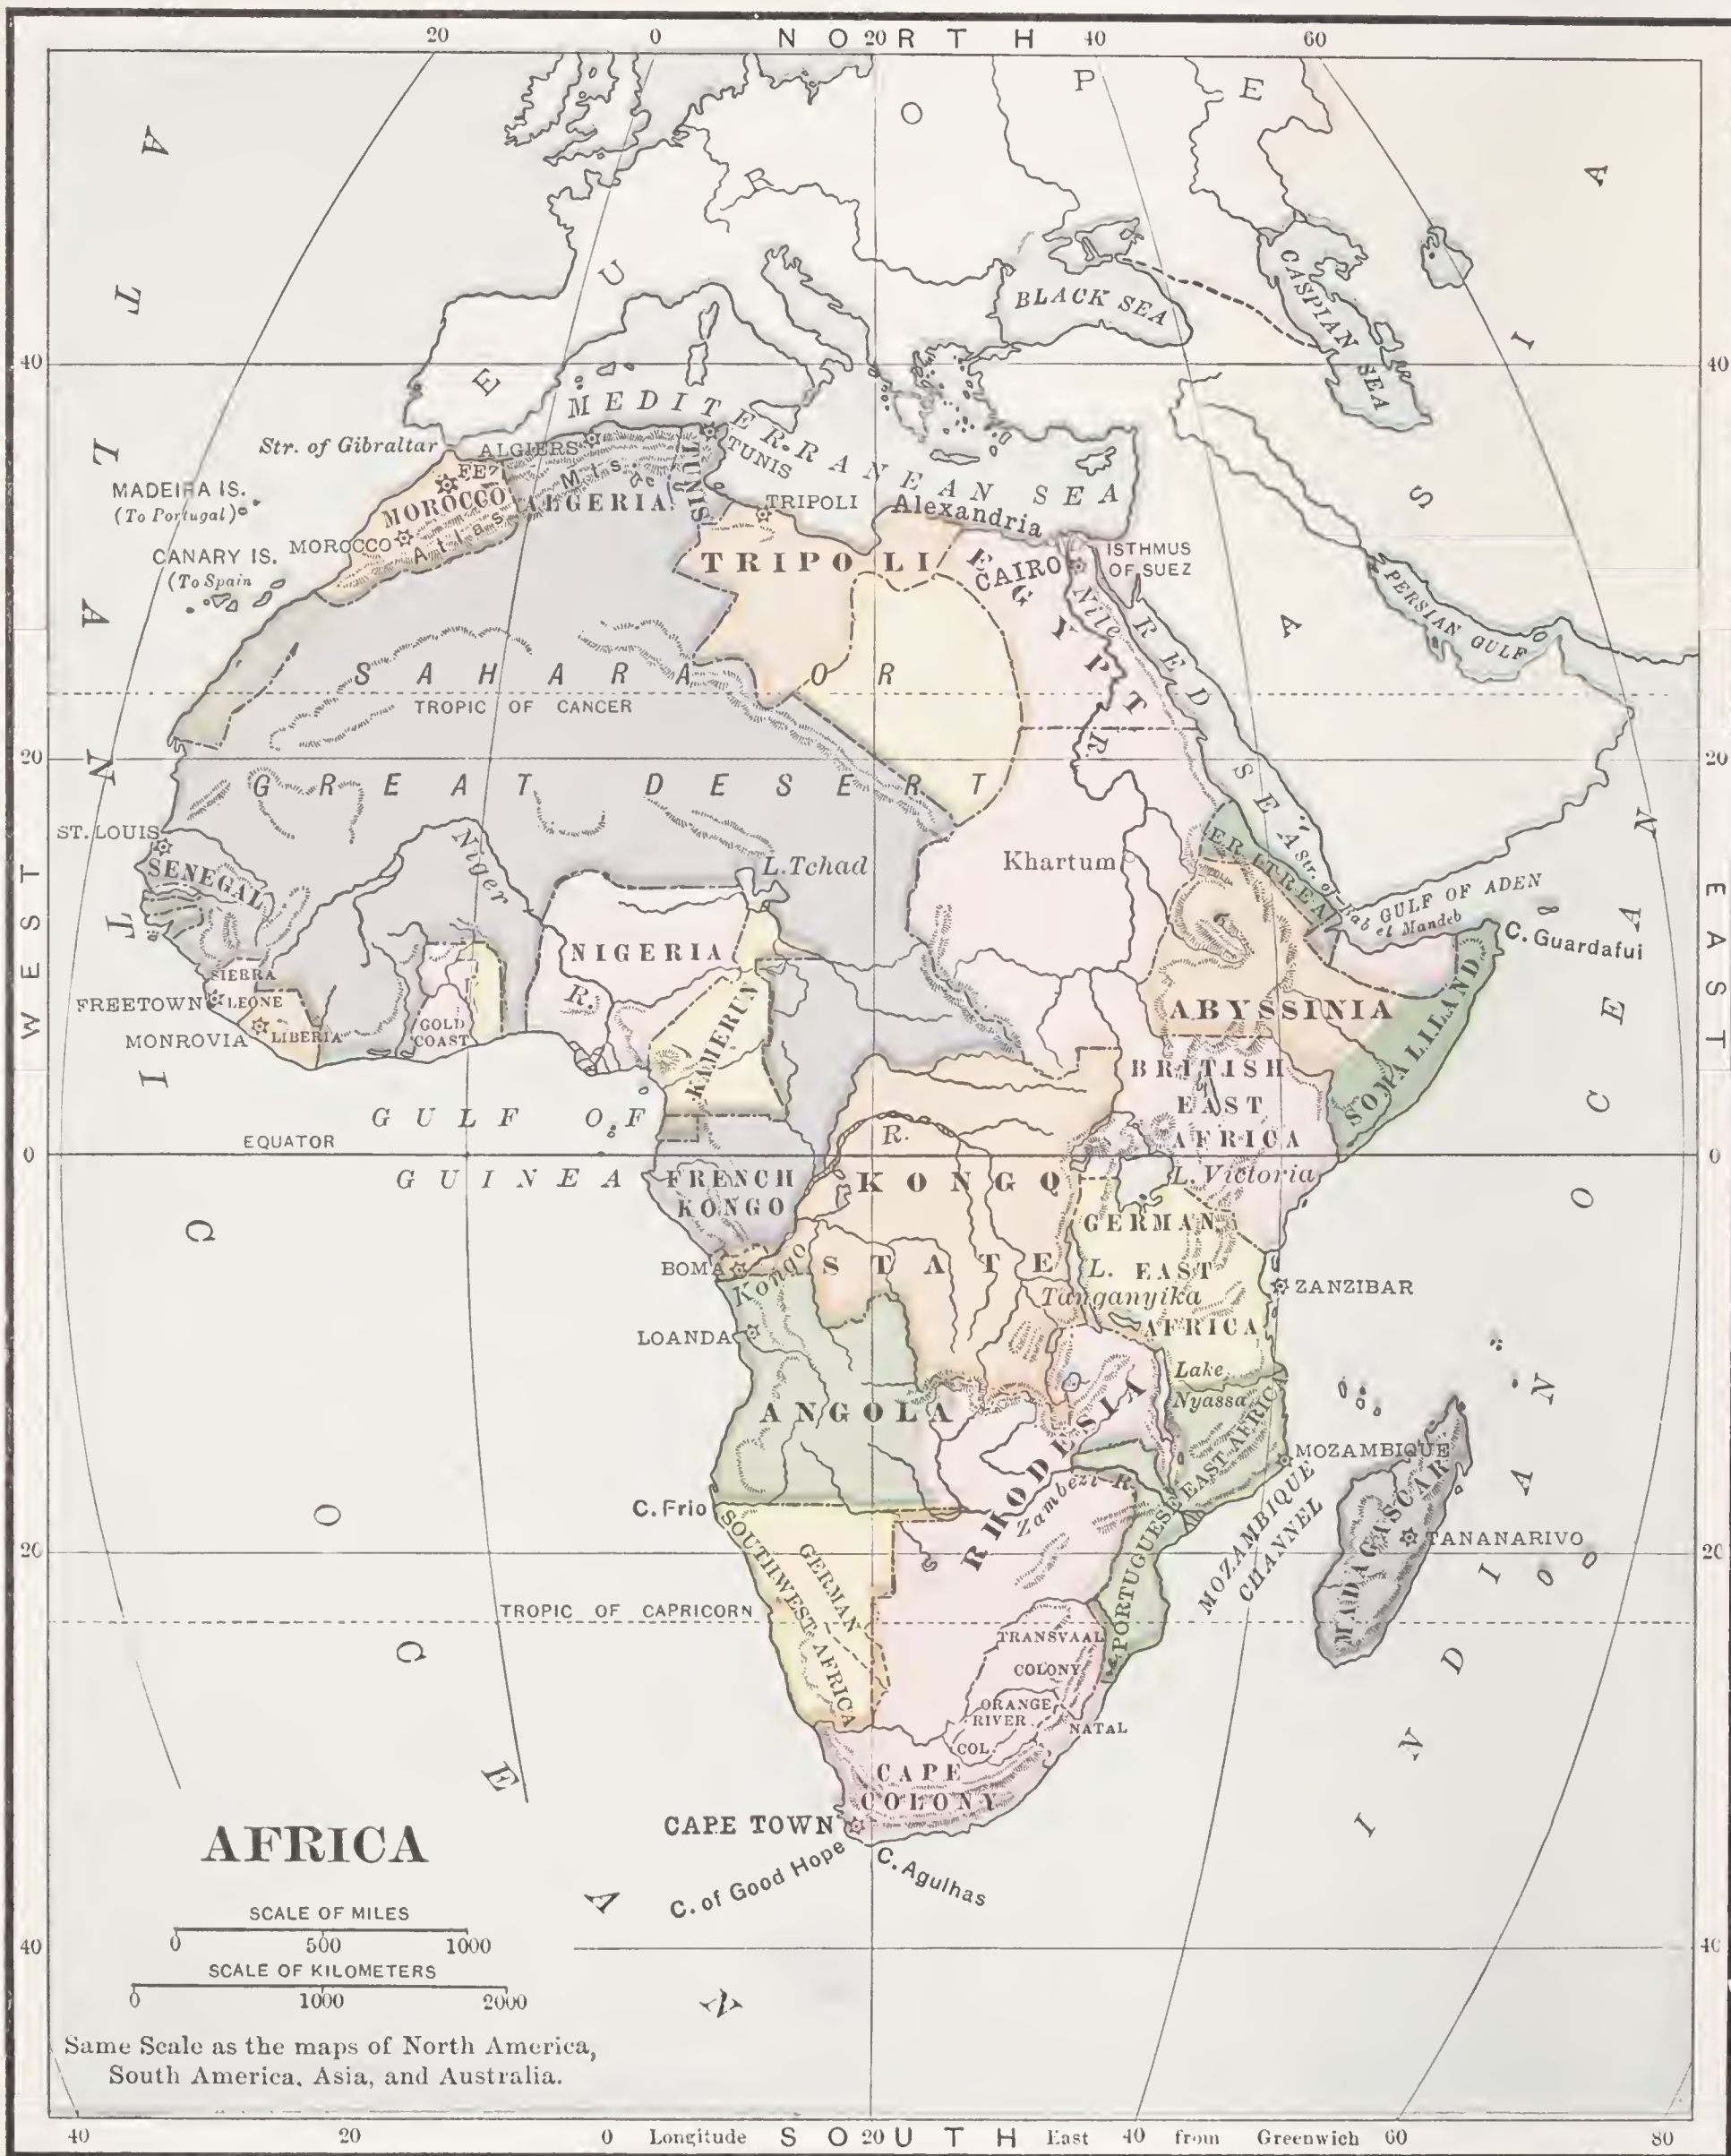 20 0 NORTH 20 40 60
EUROPE
ASIA
ATLANTIC OCEAN
INDIAN OCEAN
WEST
EAST
BLACK SEA
CASPIAN SEA
40
40
MEDITERRANEAN SEA
Str. of Gibraltar
ALGIERS
TUNIS
TUNIS
FEZ
MADEIRA IS.
(To Portugal)
MOROCCO
Atlas Mts.
ALGERIA
TRIPOLI
Alexandria
MOROCCO
CANARY IS.
(To Spain
TRIPOLI
EGYPT
CAIRO
ISTHMUS
OF SUEZ
Nile
R.
PERSIAN GULF
RED SEA
SAHARA OR
TROPIC OF CANCER
20
20
GREAT DESERT
ST. LOUIS
SENEGAL
Niger
R.
L. Tchad
Khartum
ERITREA
Str. of
Bab el Mandeb
GULF OF ADEN
C. Guardafui
NIGERIA
SIERRA
LEONE
FREETOWN
MONROVIA
LIBERIA
GOLD
COAST
KAMERUN
ABYSSINIA
SOMALILAND
BRITISH
EAST
AFRICA
GULF OF
GUINEA
EQUATOR
0
0
R.
L. Victoria
FRENCH
KONGO
KONGO
STATE
GERMAN
EAST
AFRICA
L.
Tanganyika
BOMA
Kongo
ZANZIBAR
LOANDA
Lake
Nyassa
ANGOLA
RHODESIA
PORTUGUESE EAST AFRICA
MOZAMBIQUE
Zambezi R.
MOZAMBIQUE
CHANNEL
MADAGASCAR
TANANARIVO
C. Frio
20
20
GERMAN
SOUTHWEST AFRICA
TROPIC OF CAPRICORN
TRANSVAAL
COLONY
ORANGE
RIVER
COL.
NATAL
CAPE
COLONY
CAPE TOWN
C. of Good Hope
C. Agulhas
AFRICA
SCALE OF MILES
0 500 1000
SCALE OF KILOMETERS
0 1000 2000
40
40
Same Scale as the maps of North America,
South America, Asia, and Australia.
40 20 0 Longitude SOUTH 20 East 40 from Greenwich 60 80